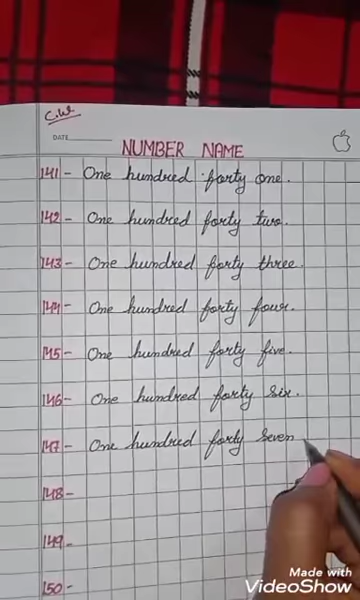 C.W.
DATE
NUMBER NAME
141 - One hundred forty one.
142 - One hundred forty two.
143 - One hundred forty three.
144 - One hundred forty four.
145 - One hundred forty five.
146 - One hundred forty six.
147 - One hundred forty seven
148 -
149 -
150 -
Made with
VideoShow